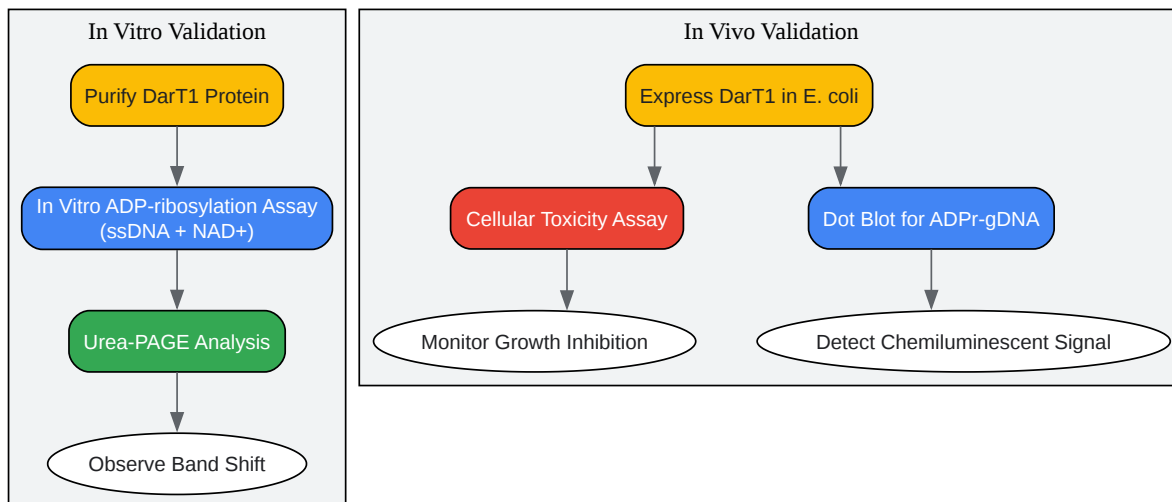 In Vitro Validation
Purify DarT1 Protein
In Vitro ADP-ribosylation Assay
(ssDNA + NAD+)
Urea-PAGE Analysis
Observe Band Shift
In Vivo Validation
Express DarT1 in E. coli
Cellular Toxicity Assay
Dot Blot for ADPr-gDNA
Monitor Growth Inhibition
Detect Chemiluminescent Signal